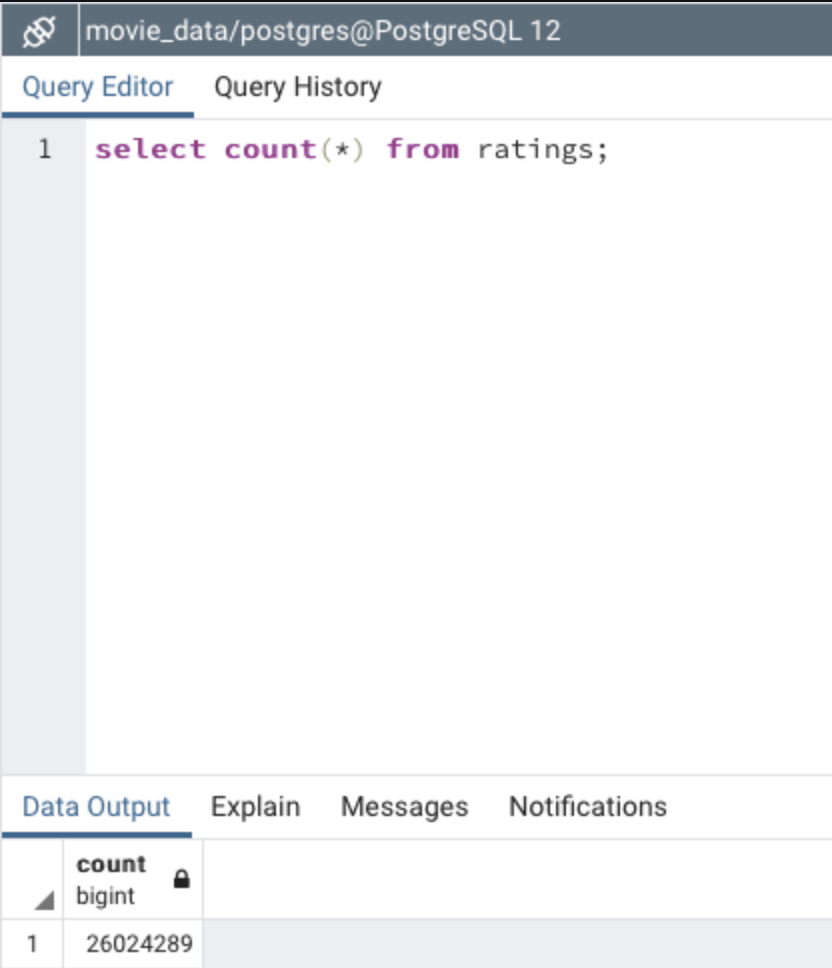 movie_data/postgres@PostgreSQL 12
Query Editor Query History
1 select count(*) from ratings;
Data Output Explain Messages Notifications
count
bigint
1 26024289